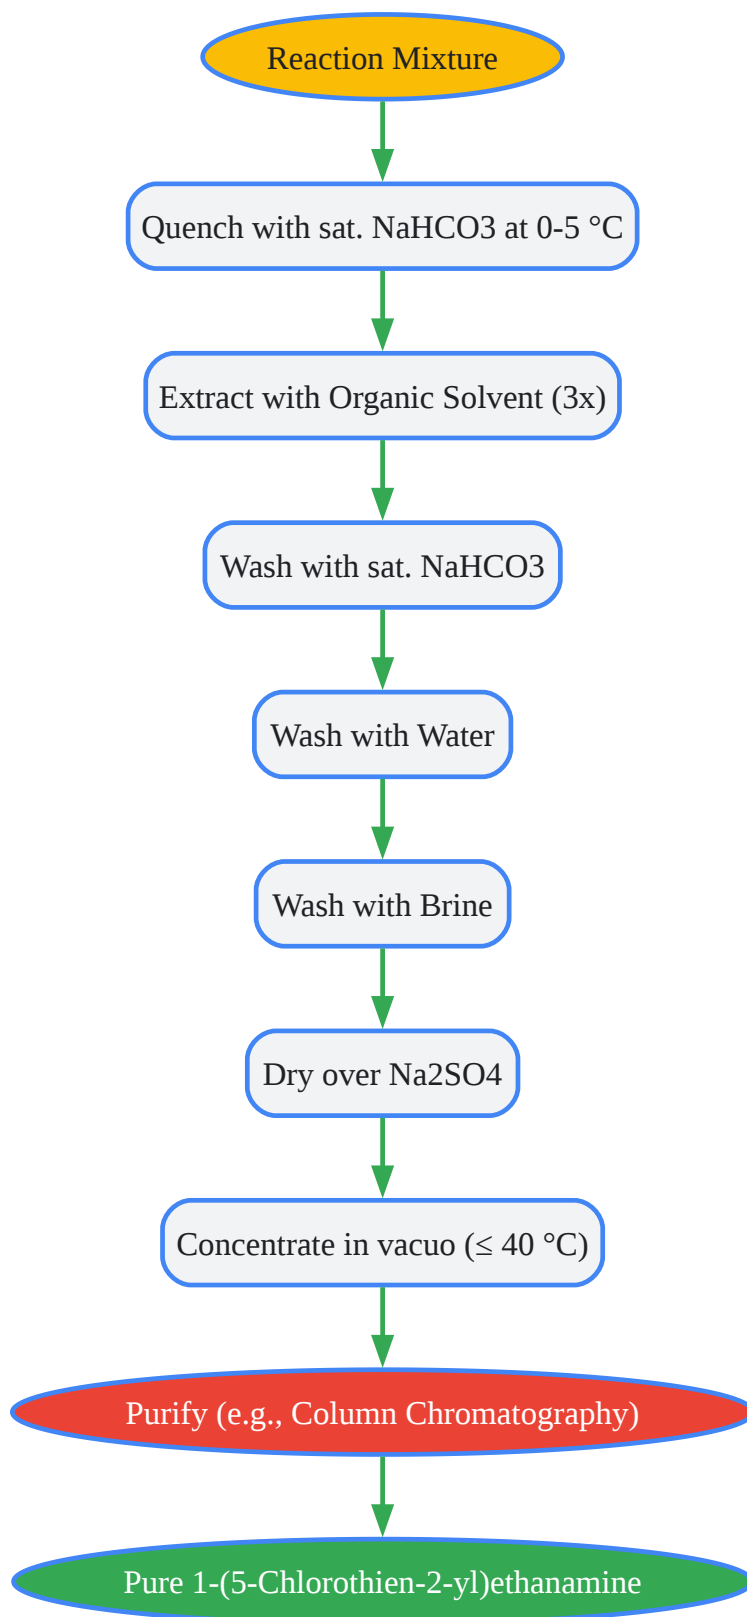 Reaction Mixture
Quench with sat. NaHCO3 at 0-5 °C
Extract with Organic Solvent (3x)
Wash with sat. NaHCO3
Wash with Water
Wash with Brine
Dry over Na2SO4
Concentrate in vacuo (≤ 40 °C)
Purify (e.g., Column Chromatography)
Pure 1-(5-Chlorothien-2-yl)ethanamine